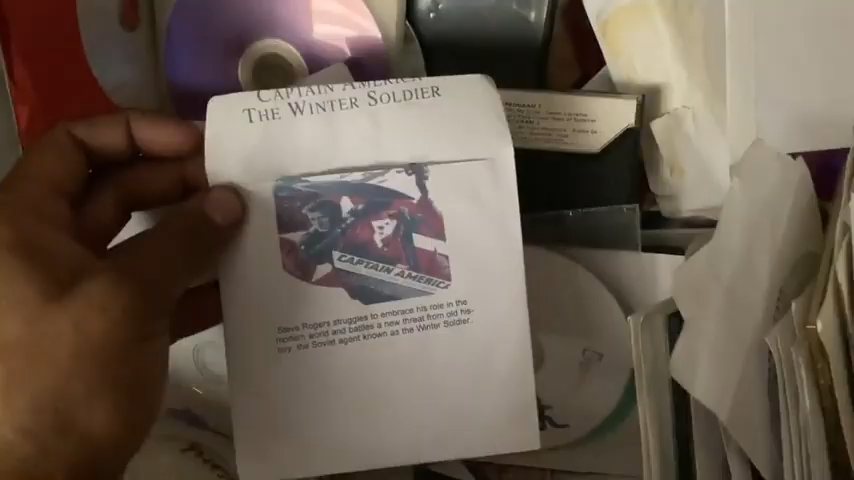 CAPTAIN AMERICA
THE WINTER SOLDIER
CAPTAIN AMERICA
Steve Rogers struggles to embrace his role in the
modern world and battles a new threat from old his-
tory: the Soviet agent known as the Winter Soldier.